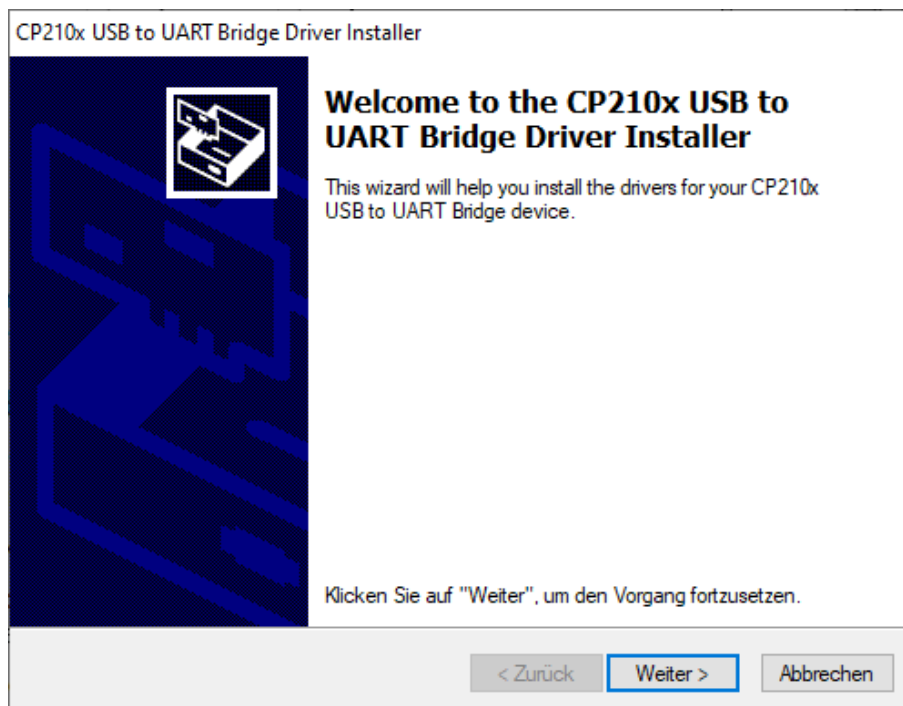 CP210x USB to UART Bridge Driver Installer
Welcome to the CP210x USB to
UART Bridge Driver Installer
This wizard will help you install the drivers for your CP210x
USB to UART Bridge device.
Klicken Sie auf "Weiter", um den Vorgang fortzusetzen.
< Zurück
Weiter >
Abbrechen